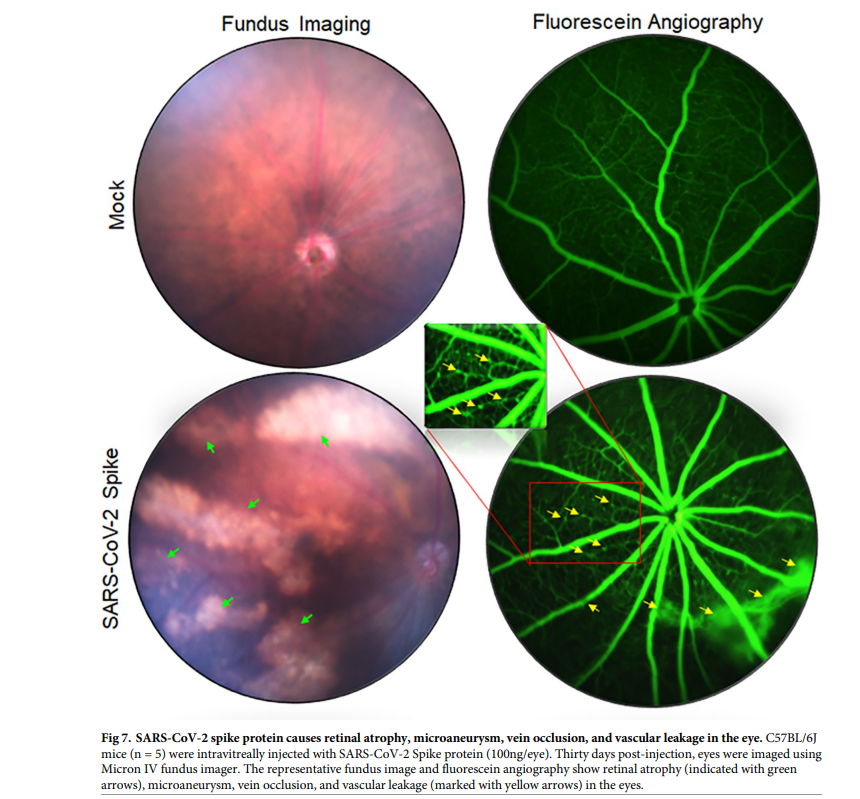 Fundus Imaging
Fluorescein Angiography
Mock
SARS-CoV-2 Spike
Fig 7. SARS-CoV-2 spike protein causes retinal atrophy, microaneurysm, vein occlusion, and vascular leakage in the eye. C57BL/6J
mice (n = 5) were intravitreally injected with SARS-CoV-2 Spike protein (100ng/eye). Thirty days post-injection, eyes were imaged using
Micron IV fundus imager. The representative fundus image and fluorescein angiography show retinal atrophy (indicated with green
arrows), microaneurysm, vein occlusion, and vascular leakage (marked with yellow arrows) in the eyes.